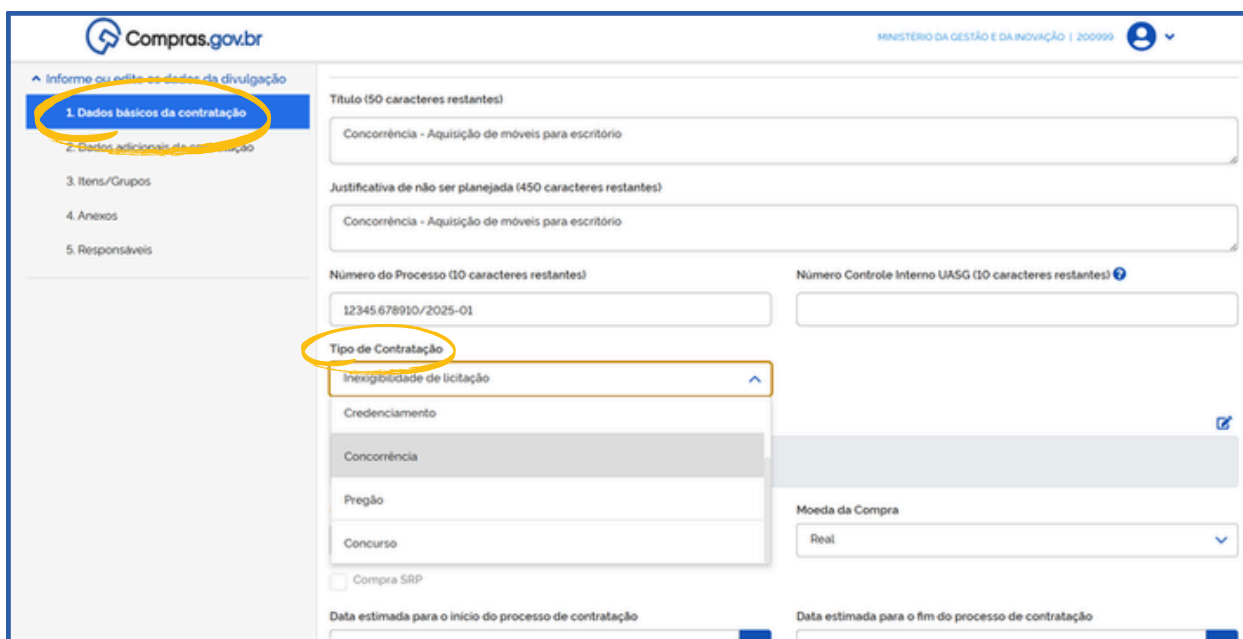 Compras.gov.br
MINISTÉRIO DA GESTÃO E DA INOVAÇÃO | 200999
Informe ou edite os dados da divulgação
1. Dados básicos da contratação
2. Dados adicionais da contratação
3. Itens/Grupos
4. Anexos
5. Responsáveis
Título (50 caracteres restantes)
Concorrência - Aquisição de móveis para escritório
Justificativa de não ser planejada (450 caracteres restantes)
Concorrência - Aquisição de móveis para escritório
Número do Processo (10 caracteres restantes)
Número Controle Interno UASG (10 caracteres restantes)
12345.678910/2025-01
Tipo de Contratação
Inexigibilidade de licitação
Credenciamento
Concorrência
Pregão
Concurso
Moeda da Compra
Real
Compra SRP
Data estimada para o início do processo de contratação
Data estimada para o fim do processo de contratação